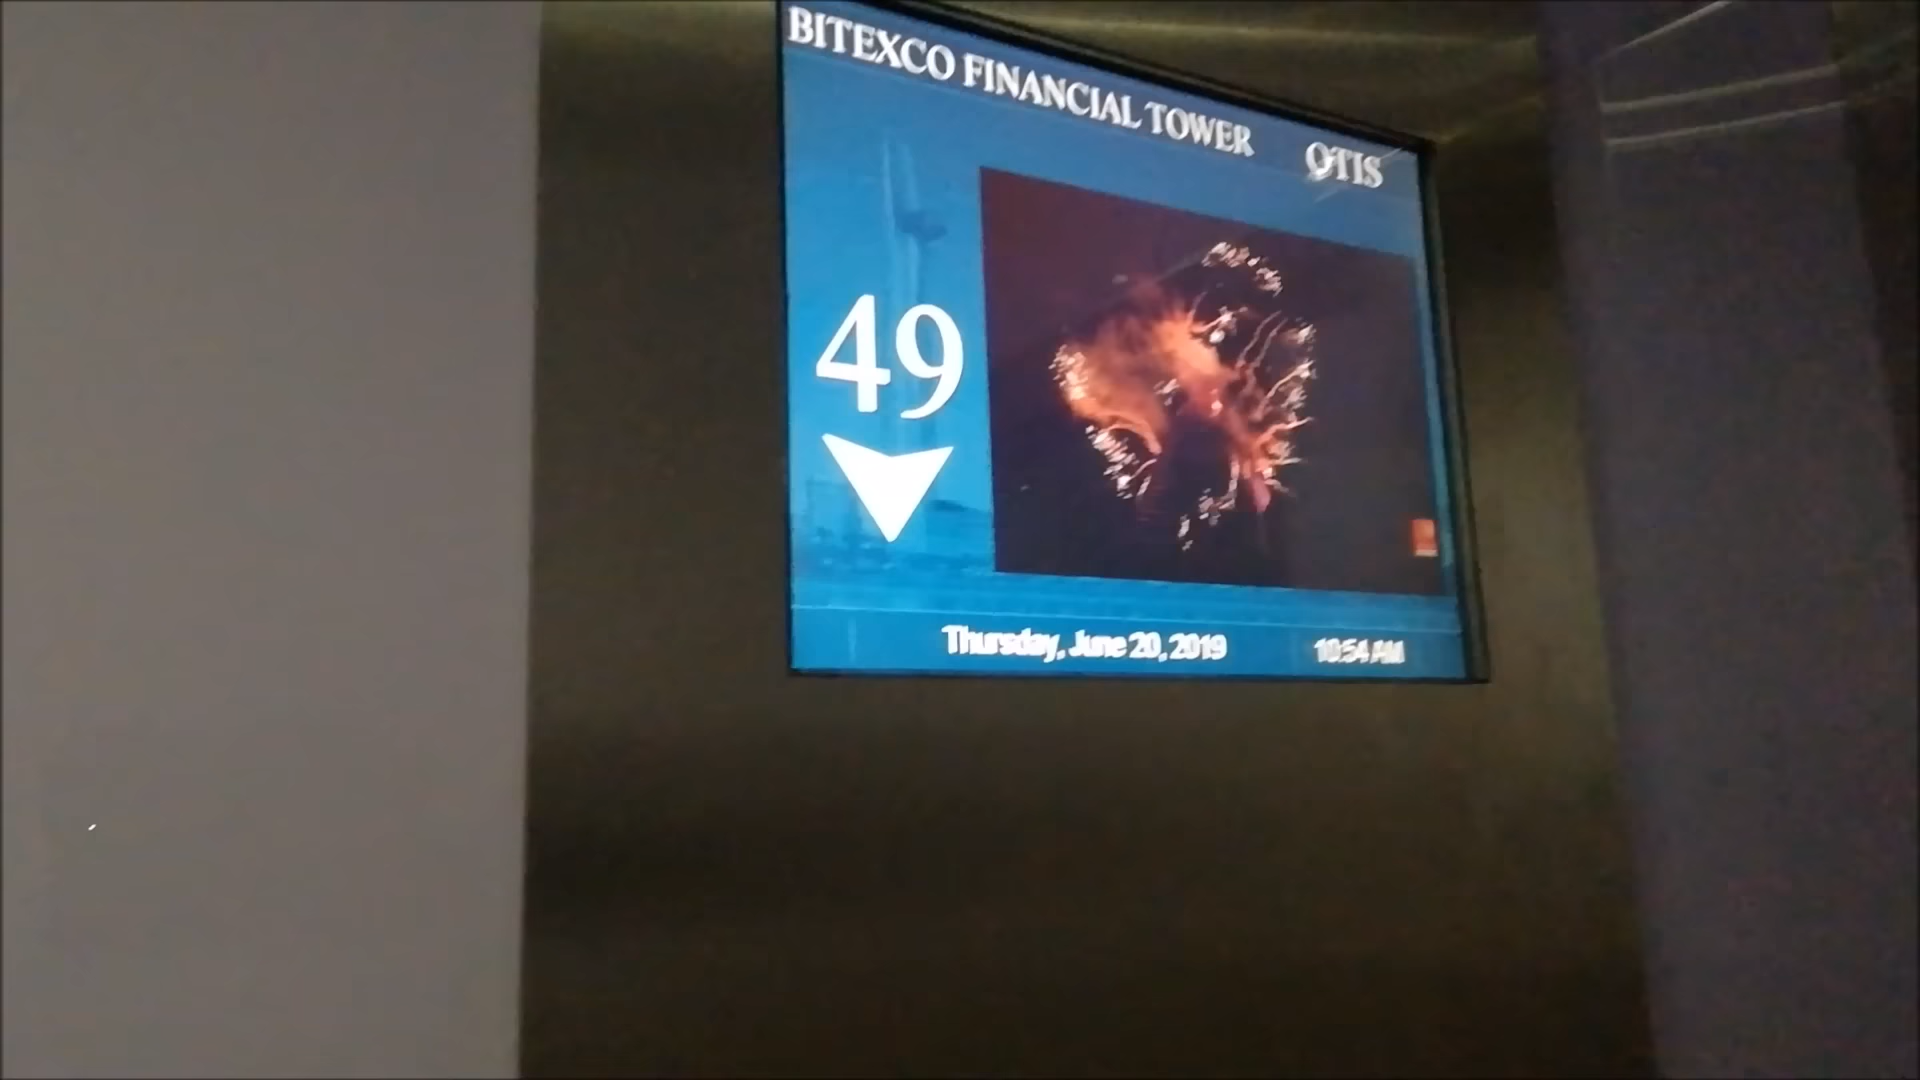 BITEXCO FINANCIAL TOWER
OTIS
49
Thursday, June 20, 2019
10:54 AM